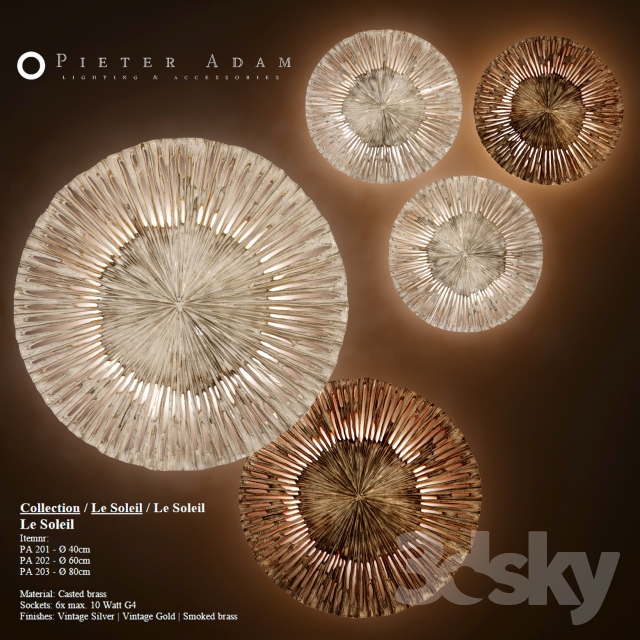 PIETER ADAM
LIGHTING & ACCESSORIES
Collection / Le Soleil / Le Soleil
Le Soleil
Itemnr:
PA 201 - Ø 40cm
PA 202 - Ø 60cm
PA 203 - Ø 80cm
Material: Casted brass
Sockets: 6x max. 10 Watt G4
Finishes: Vintage Silver | Vintage Gold | Smoked brass
3dsky